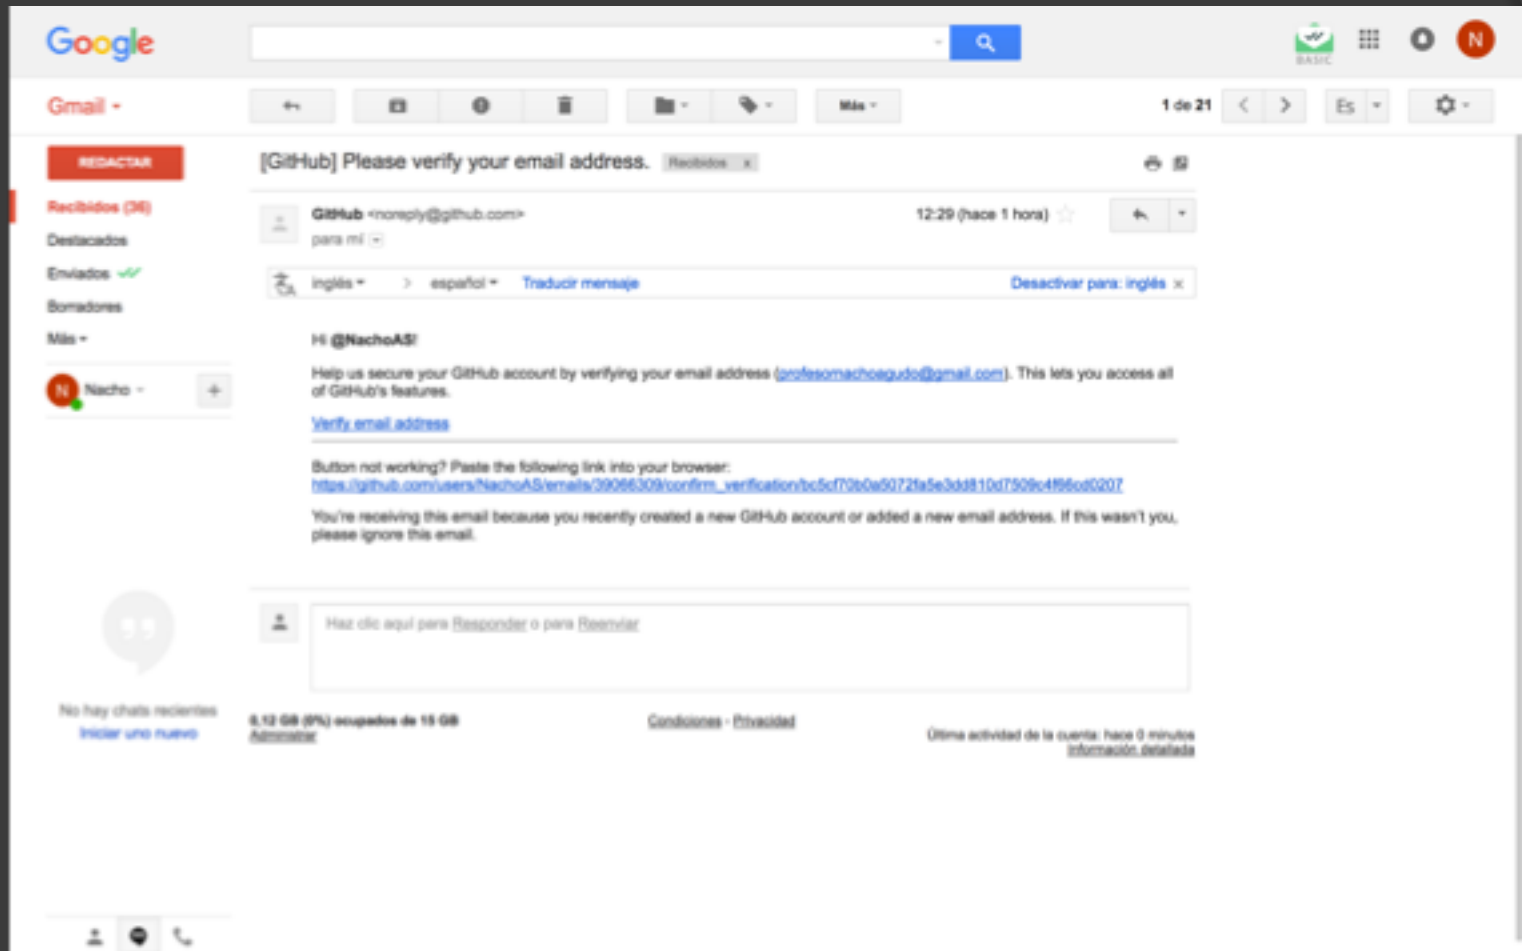 Google
BASIC
N
Gmail
Más
1 de 21
Es
REDACTAR
[GitHub] Please verify your email address.
Recibidos x
Recibidos (36)
Destacados
Enviados
Borradores
Más
N Nacho
+
GitHub <noreply@github.com>
12:29 (hace 1 hora)
para mí
inglés > español Traducir mensaje
Desactivar para: inglés x
Hi @NachoAS!
Help us secure your GitHub account by verifying your email address (profesornachoagudo@gmail.com). This lets you access all
of GitHub's features.
Verify email address
Button not working? Paste the following link into your browser:
https://github.com/users/NachoAS/emails/39066309/confirm_verification/bc5cf70b0a5072fa5e3dd810d7509c4f66cd0207
You're receiving this email because you recently created a new GitHub account or added a new email address. If this wasn't you,
please ignore this email.
Haz clic aquí para Responder o para Reenviar
No hay chats recientes
Iniciar uno nuevo
0,12 GB (0%) ocupados de 15 GB
Administrar
Condiciones - Privacidad
Última actividad de la cuenta: hace 0 minutos
Información detallada